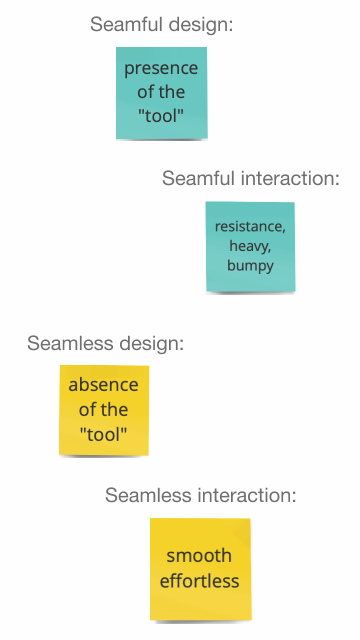 Seamful design:
presence
of the
"tool"
Seamful interaction:
resistance,
heavy,
bumpy
Seamless design:
absence
of the
"tool"
Seamless interaction:
smooth
effortless